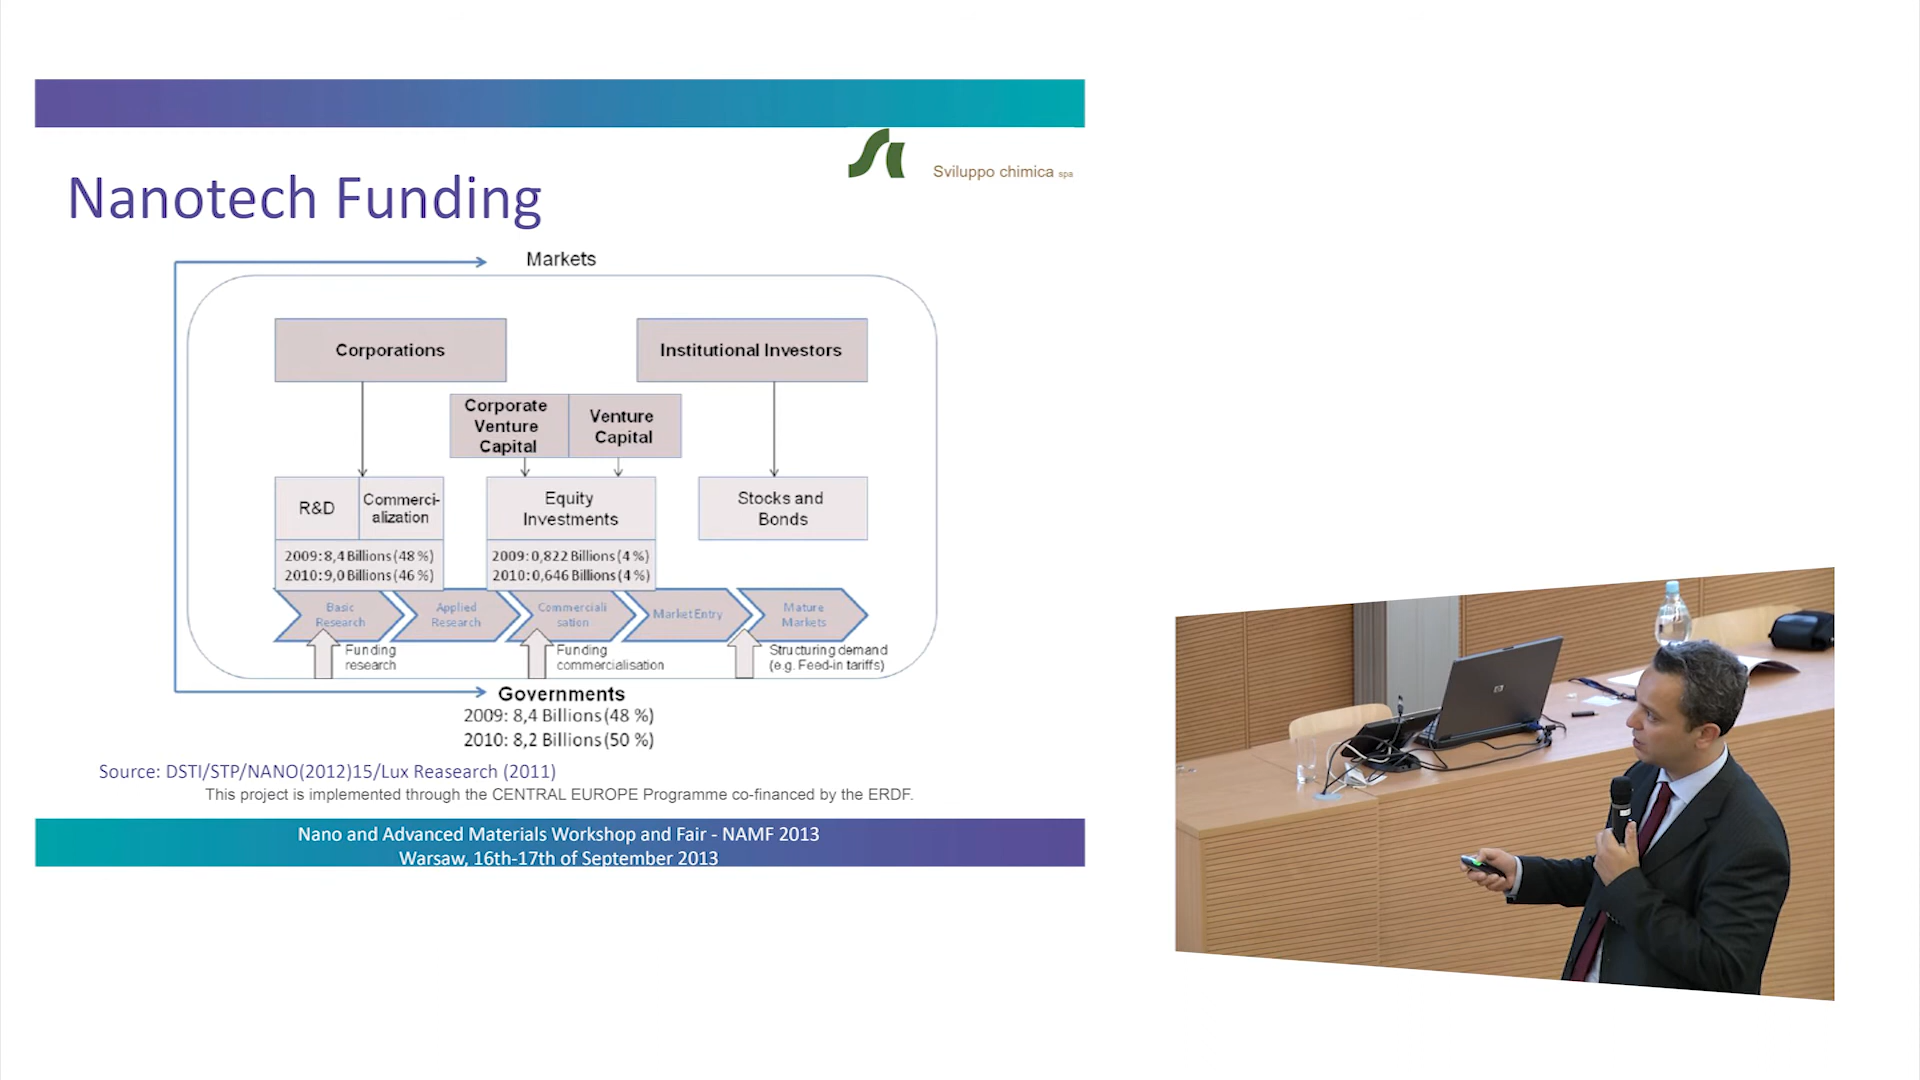 Sviluppo chimica spa
Nanotech Funding
Markets
Corporations
Institutional Investors
Corporate
Venture
Capital
Venture
Capital
R&D
Commerci-
alization
Equity
Investments
Stocks and
Bonds
2009: 8,4 Billions (48 %)
2010: 9,0 Billions (46 %)
2009: 0,822 Billions (4 %)
2010: 0,646 Billions (4 %)
Basic
Research
Applied
Research
Commerciali
sation
Market Entry
Mature
Markets
Funding
research
Funding
commercialisation
Structuring demand
(e.g. Feed-in tariffs)
Governments
2009: 8,4 Billions (48 %)
2010: 8,2 Billions (50 %)
Source: DSTI/STP/NANO(2012)15/Lux Reasearch (2011)
This project is implemented through the CENTRAL EUROPE Programme co-financed by the ERDF.
Nano and Advanced Materials Workshop and Fair - NAMF 2013
Warsaw, 16th-17th of September 2013
hp